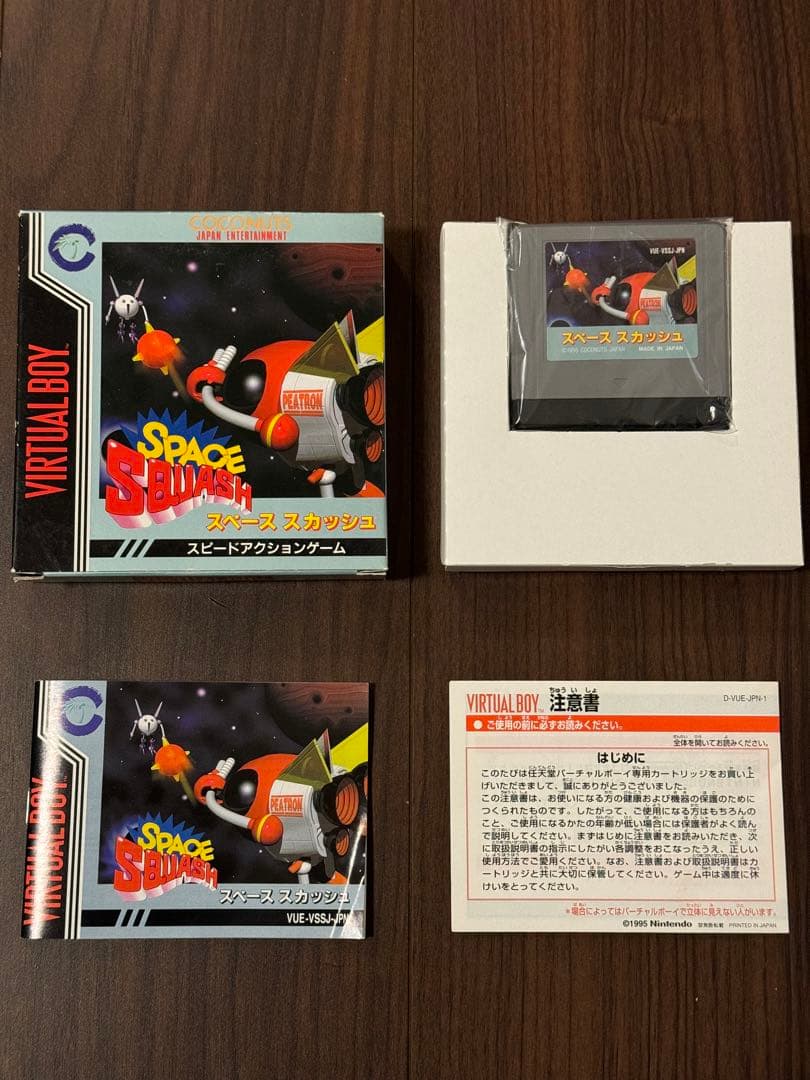 COCONUTS
JAPAN ENTERTAINMENT
VIRTUAL BOY™
PEATRON
SPACE
SQUASH
スペース スカッシュ
スピードアクションゲーム
VUE-VSSJ-JPN
スペース スカッシュ
©1995 COCONUTS JAPAN MADE IN JAPAN
VIRTUAL BOY™
PEATRON
SPACE
SQUASH
スペース スカッシュ
VUE-VSSJ-JPN
VIRTUAL BOY™ 注意書
D-VUE-JPN-1
ご使用の前に必ずお読みください。
全体を開いてお読みください。
はじめに
このたびは任天堂バーチャルボーイ専用カートリッジをお買い上
げいただきまして、誠にありがとうございました。
この注意書は、お使いになる方の健康および機器の保護のために
つくられたものです。したがって、ご使用になる方はもちろんの
こと、ご使用になるかたの年齢が低い場合には保護者がよく読ん
で説明してください。まずはじめに注意書をお読みいただき、次
に取扱説明書の指示にしたがい各調整をおこなったうえ、正しい
使用方法でご愛用ください。なお、注意書および取扱説明書はカ
ートリッジと共に大切に保管してください。ゲーム中は適度に休
けいをとってください。
*場合によってはバーチャルボーイで立体に見えない人がいます。
©1995 Nintendo 禁無断転載 PRINTED IN JAPAN